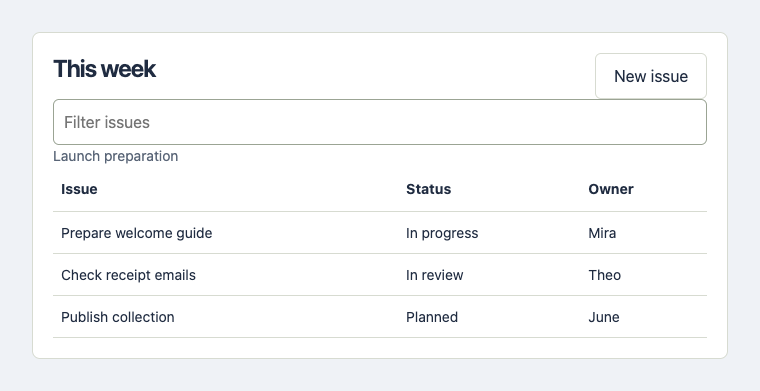 This week
New issue
Filter issues
Launch preparation
Issue Status Owner
Prepare welcome guide In progress Mira
Check receipt emails In review Theo
Publish collection Planned June